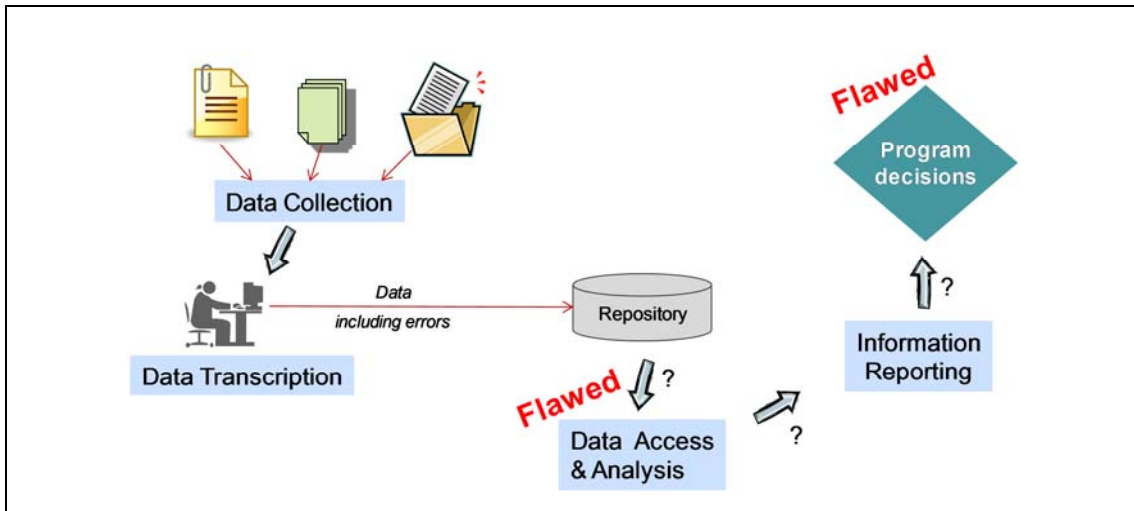 Data Collection
Data
including errors
Data Transcription
Repository
Flawed
?
Data Access
& Analysis
?
Information
Reporting
?
Flawed
Program
decisions